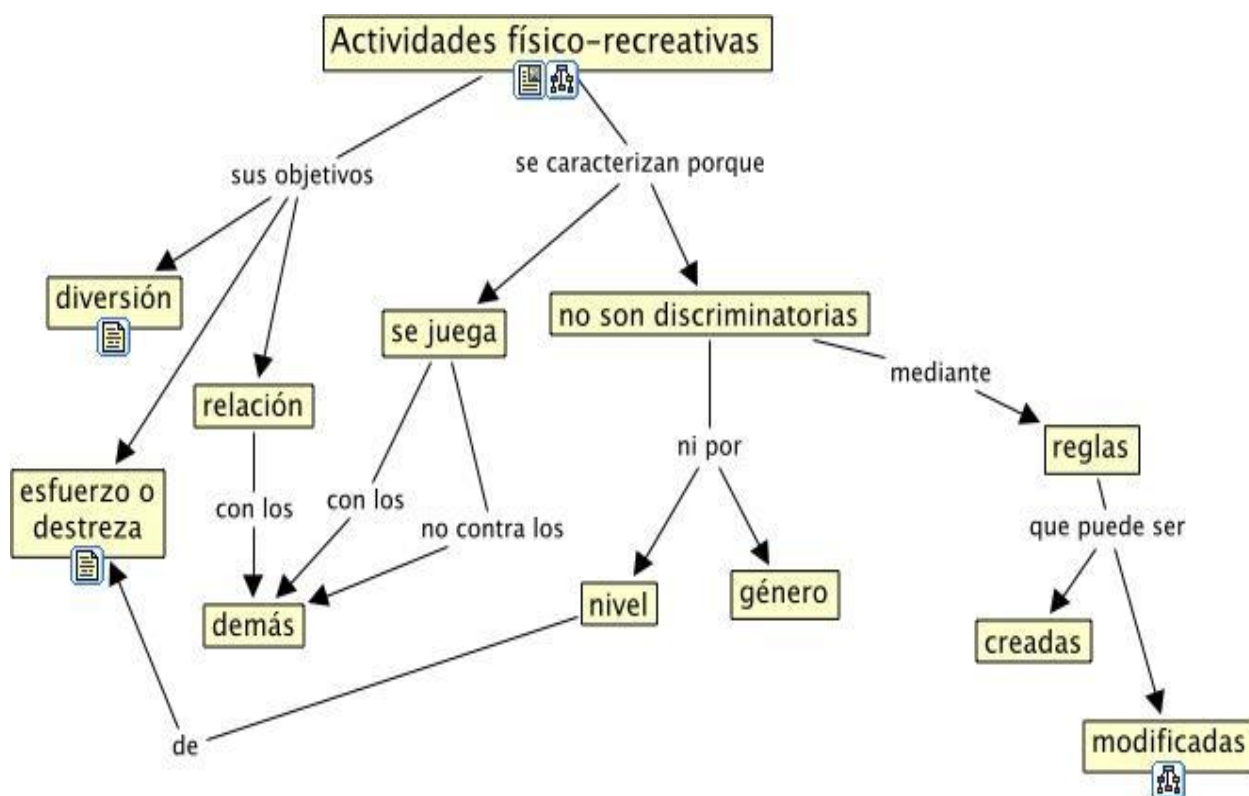 Actividades físico-recreativas
sus objetivos
se caracterizan porque
diversión
se juega
no son discriminatorias
relación
mediante
reglas
esfuerzo o
destreza
con los
con los
no contra los
ni por
que puede ser
demás
nivel
género
creadas
de
modificadas